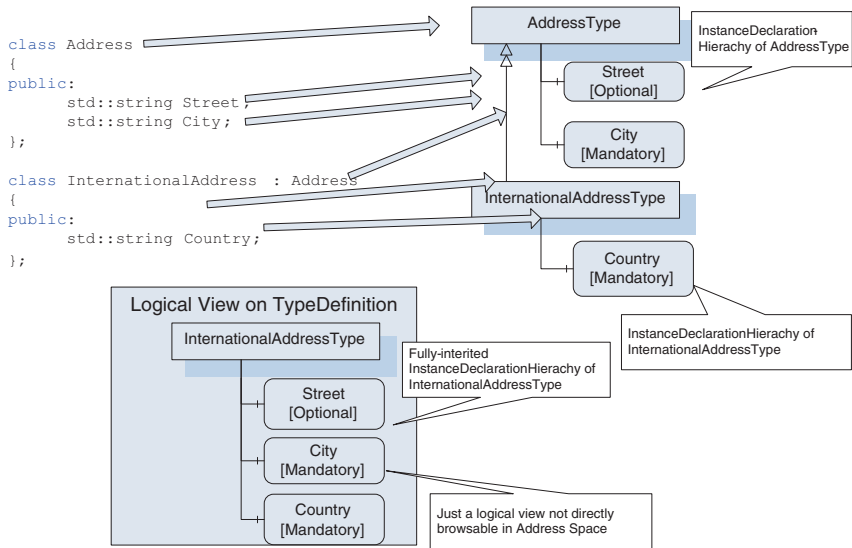 class Address
{
public:
std::string Street;
std::string City;
};
class InternationalAddress : Address
{
public:
std::string Country;
};
AddressType
Street
[Optional]
City
[Mandatory]
InstanceDeclaration-
Hierachy of AddressType
InternationalAddressType
Country
[Mandatory]
InstanceDeclarationHierachy of
InternationalAddressType
Logical View on TypeDefinition
InternationalAddressType
Street
[Optional]
City
[Mandatory]
Country
[Mandatory]
Fully-interited
InstanceDeclarationHierachy of
InternationalAddressType
Just a logical view not directly
browsable in Address Space